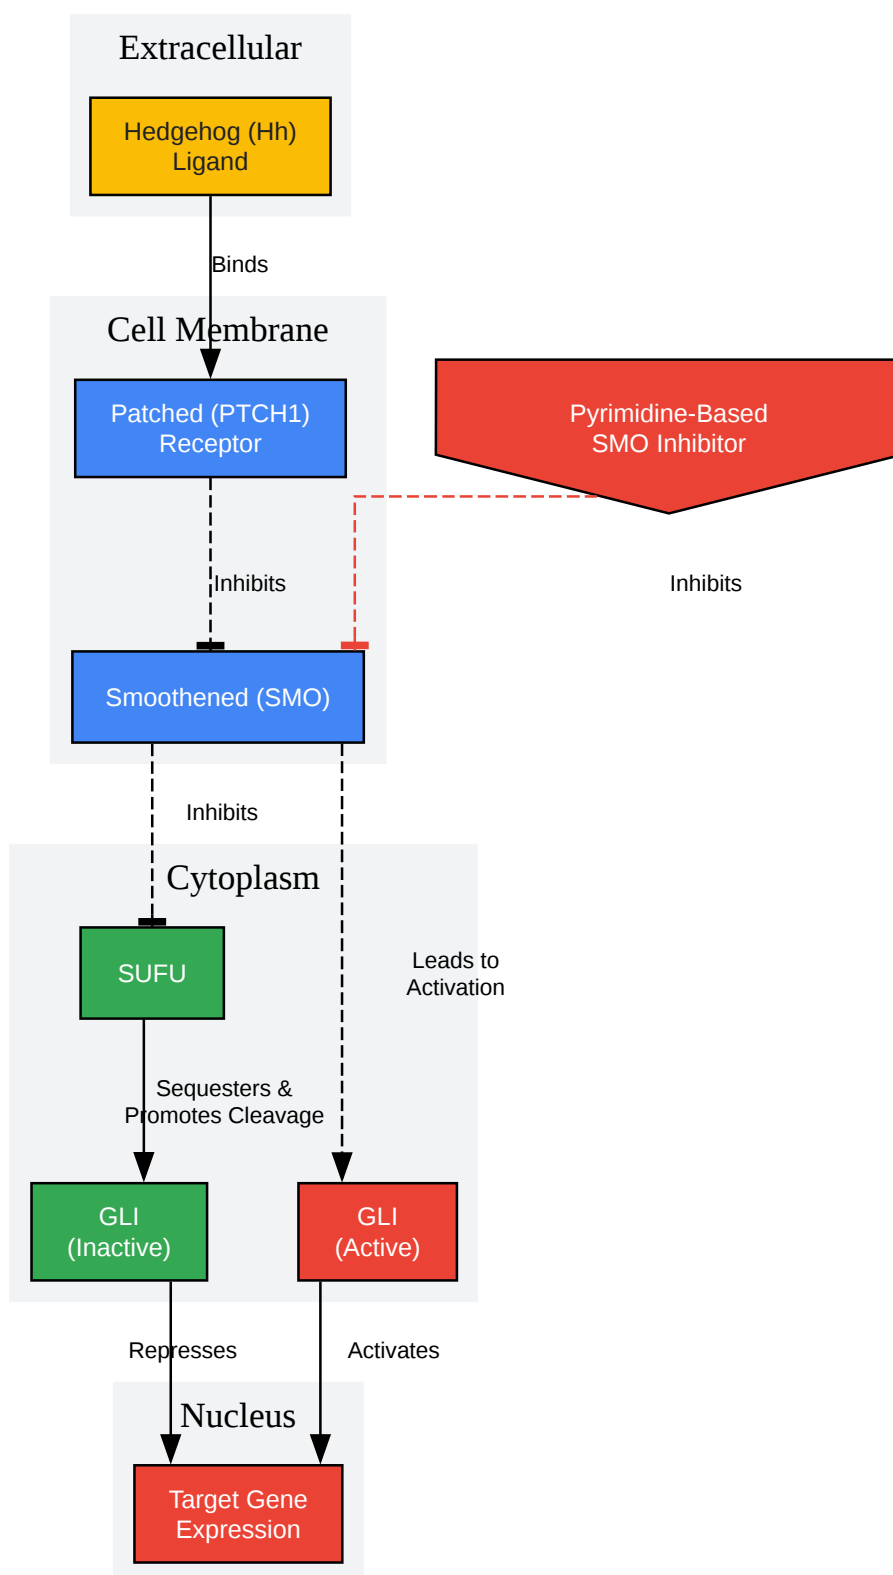 Extracellular
Hedgehog (Hh)
Ligand
Binds
Cell Membrane
Patched (PTCH1)
Receptor
Pyrimidine-Based
SMO Inhibitor
Inhibits
Inhibits
Smoothened (SMO)
Inhibits
Cytoplasm
SUFU
Leads to
Activation
Sequesters &
Promotes Cleavage
GLI
(Inactive)
GLI
(Active)
Represses
Activates
Nucleus
Target Gene
Expression